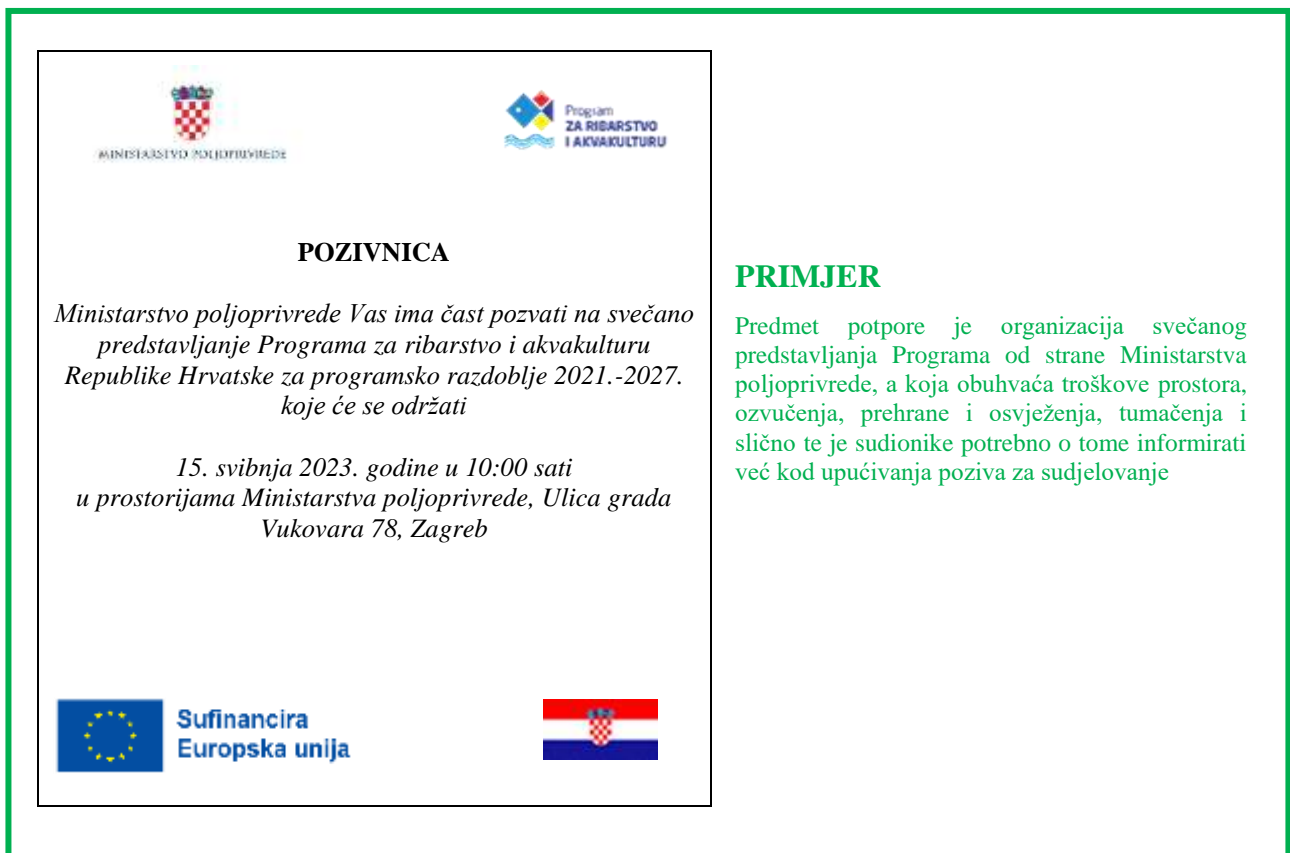 MINISTARSTVO POLJOPRIVREDE
Program
ZA RIBARSTVO
I AKVAKULTURU
POZIVNICA
Ministarstvo poljoprivrede Vas ima čast pozvati na svečano
predstavljanje Programa za ribarstvo i akvakulturu
Republike Hrvatske za programsko razdoblje 2021.-2027.
koje će se održati
15. svibnja 2023. godine u 10:00 sati
u prostorijama Ministarstva poljoprivrede, Ulica grada
Vukovara 78, Zagreb
Sufinancira
Europska unija
PRIMJER
Predmet potpore je organizacija svečanog
predstavljanja Programa od strane Ministarstva
poljoprivrede, a koja obuhvaća troškove prostora,
ozvučenja, prehrane i osvježenja, tumačenja i
slično te je sudionike potrebno o tome informirati
već kod upućivanja poziva za sudjelovanje